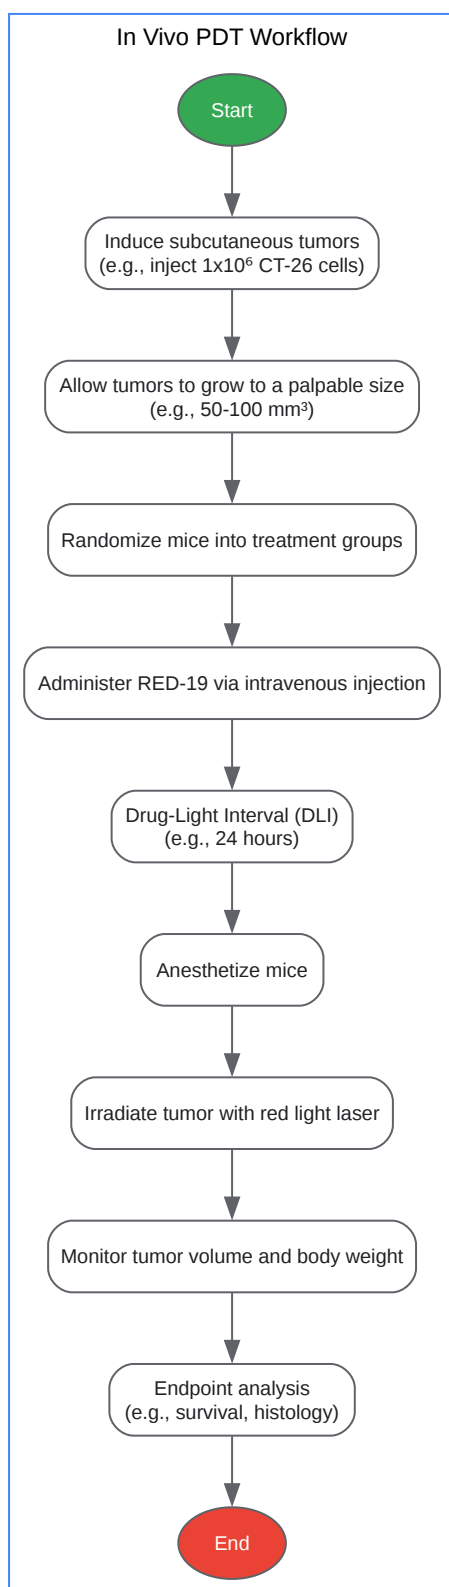 In Vivo PDT Workflow
Start
Induce subcutaneous tumors
(e.g., inject 1x10⁶ CT-26 cells)
Allow tumors to grow to a palpable size
(e.g., 50-100 mm³)
Randomize mice into treatment groups
Administer RED-19 via intravenous injection
Drug-Light Interval (DLI)
(e.g., 24 hours)
Anesthetize mice
Irradiate tumor with red light laser
Monitor tumor volume and body weight
Endpoint analysis
(e.g., survival, histology)
End